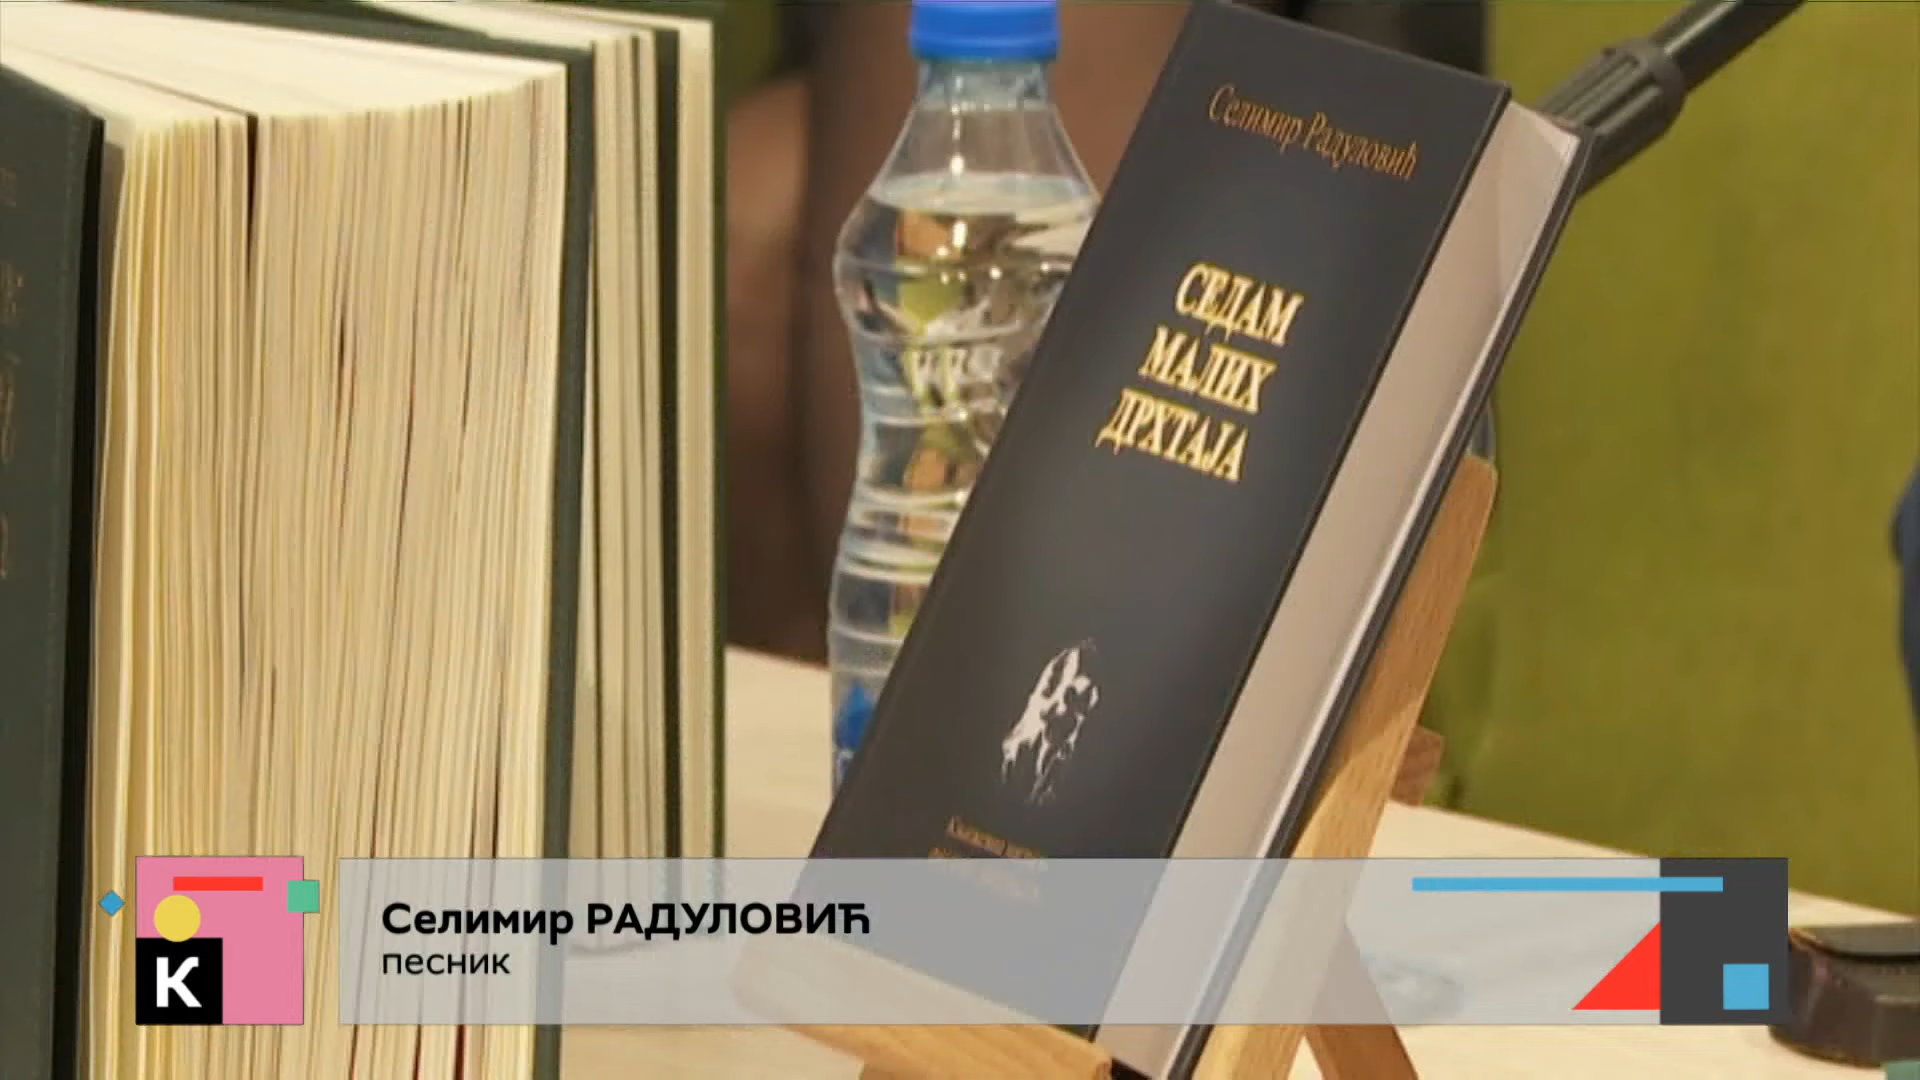 Селимир Радуловић
СЕДАМ
МАЛИХ
ДРХТАЈА
К
Селимир РАДУЛОВИЋ
песник